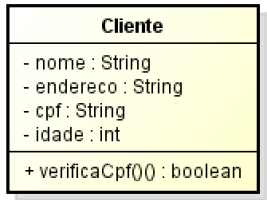 Cliente
- nome : String
- endereco : String
- cpf : String
- idade : int
+ verificaCpf()() : boolean